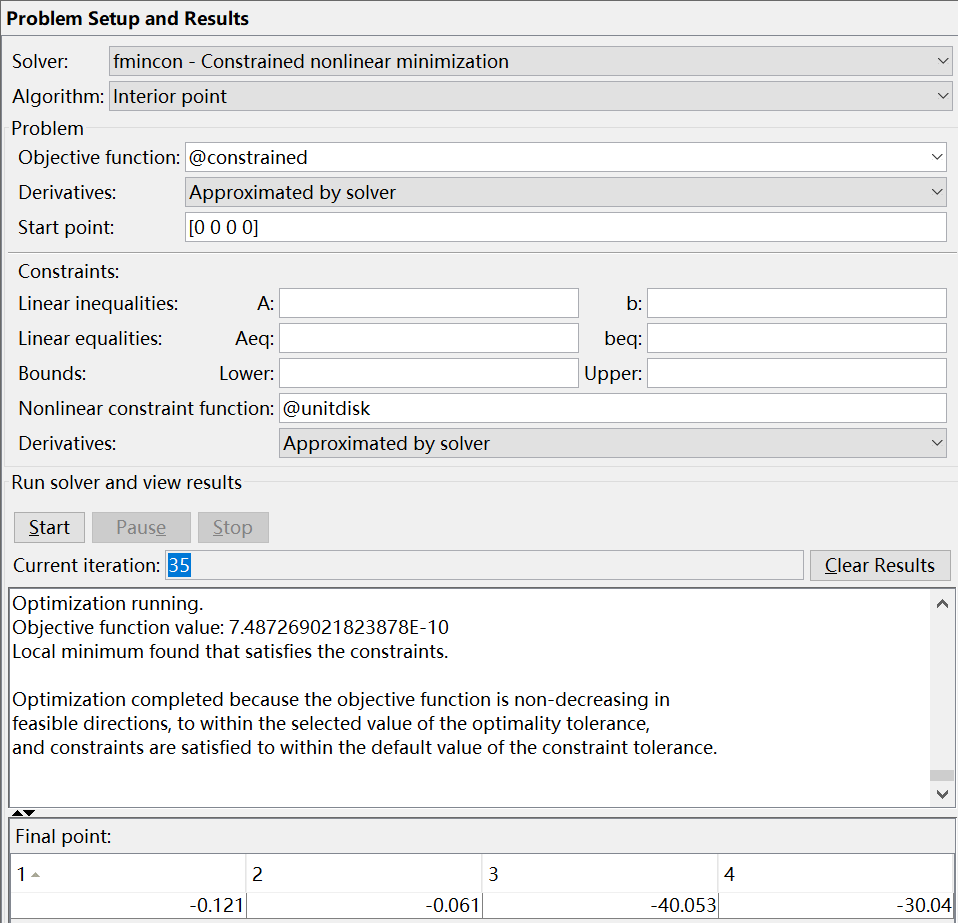 Problem Setup and Results
Solver: fmincon - Constrained nonlinear minimization
Algorithm: Interior point
Problem
Objective function: @constrained
Derivatives: Approximated by solver
Start point: [0 0 0 0]
Constraints:
Linear inequalities: A: b:
Linear equalities: Aeq: beq:
Bounds: Lower: Upper:
Nonlinear constraint function: @unitdisk
Derivatives: Approximated by solver
Run solver and view results
Start Pause Stop
Current iteration: 35 Clear Results
Optimization running.
Objective function value: 7.487269021823878E-10
Local minimum found that satisfies the constraints.
Optimization completed because the objective function is non-decreasing in
feasible directions, to within the selected value of the optimality tolerance,
and constraints are satisfied to within the default value of the constraint tolerance.
Final point:
1 2 3 4
-0.121 -0.061 -40.053 -30.04